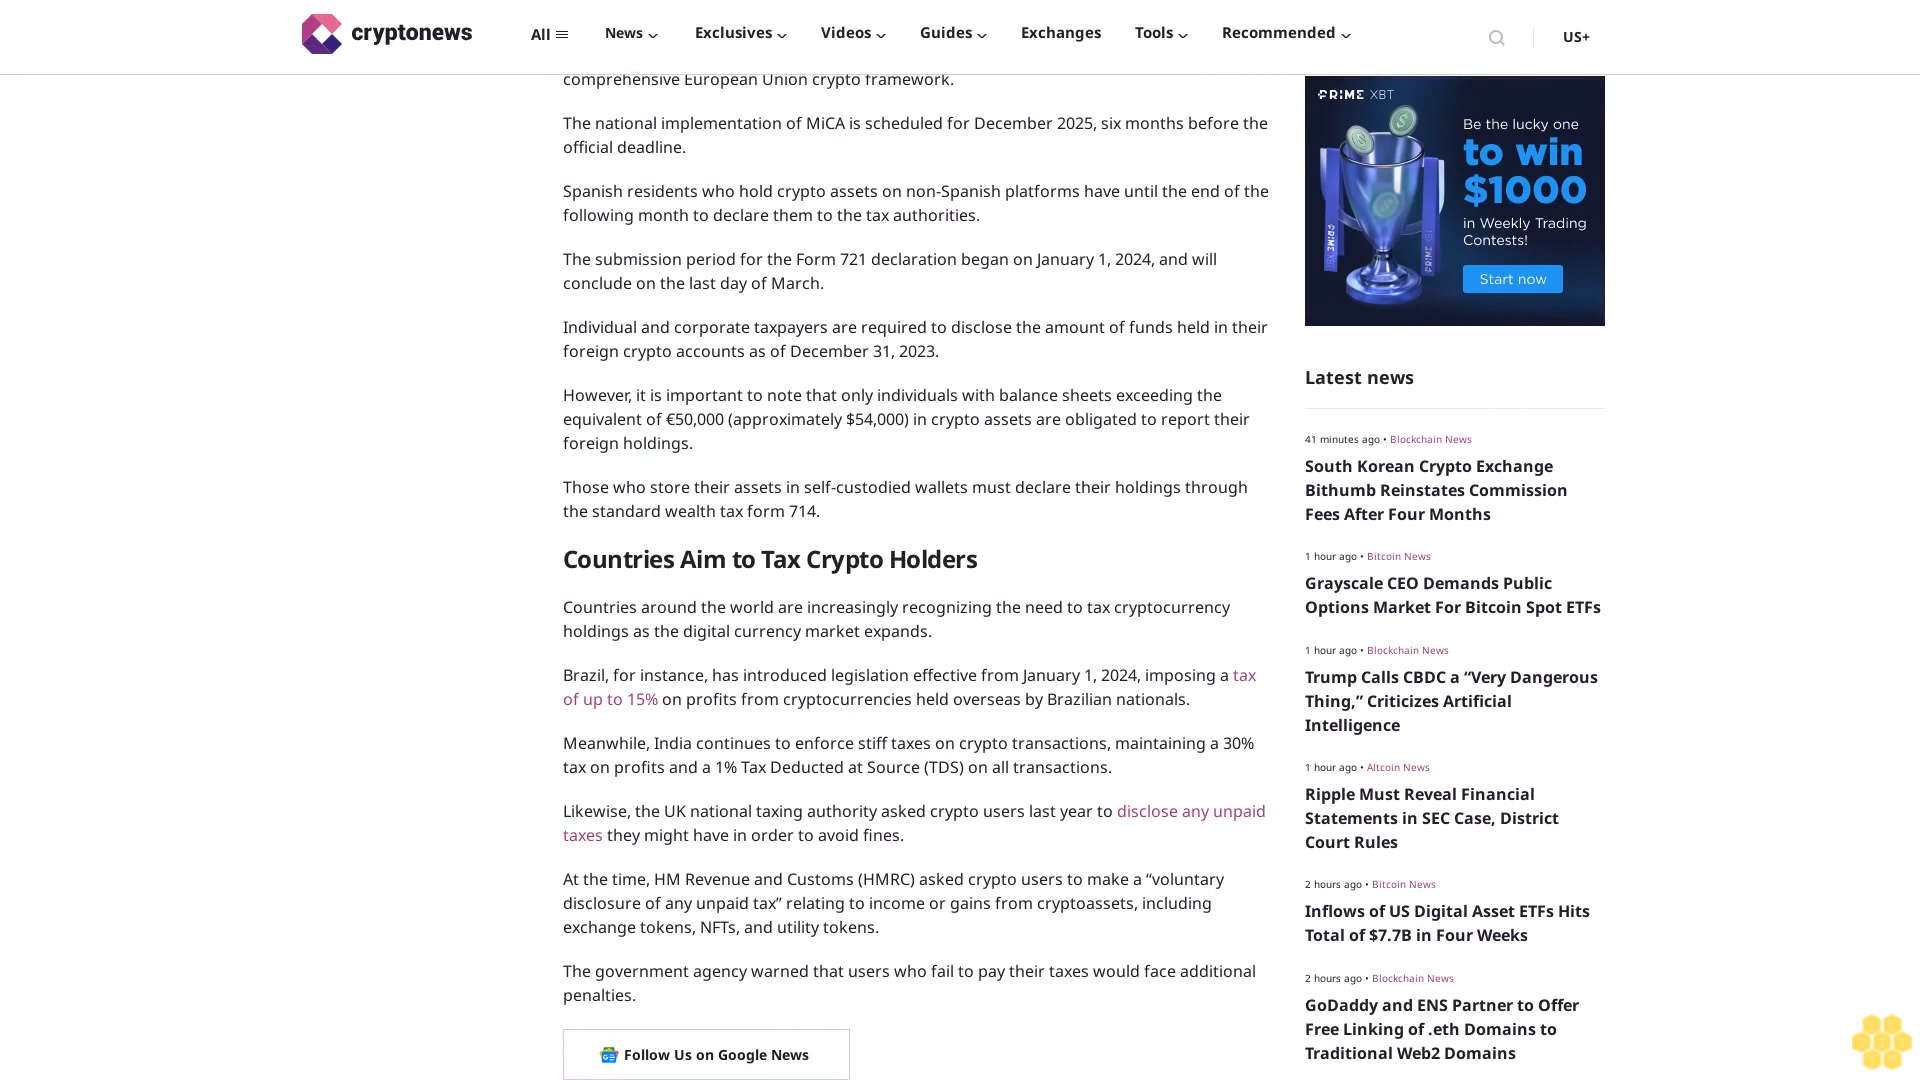 cryptonews
All
News
Exclusives
Videos
Guides
Exchanges
Tools
Recommended
US+
comprehensive European Union crypto framework.
The national implementation of MiCA is scheduled for December 2025, six months before the
official deadline.
Spanish residents who hold crypto assets on non-Spanish platforms have until the end of the
following month to declare them to the tax authorities.
The submission period for the Form 721 declaration began on January 1, 2024, and will
conclude on the last day of March.
Individual and corporate taxpayers are required to disclose the amount of funds held in their
foreign crypto accounts as of December 31, 2023.
However, it is important to note that only individuals with balance sheets exceeding the
equivalent of €50,000 (approximately $54,000) in crypto assets are obligated to report their
foreign holdings.
Those who store their assets in self-custodied wallets must declare their holdings through
the standard wealth tax form 714.
Countries Aim to Tax Crypto Holders
Countries around the world are increasingly recognizing the need to tax cryptocurrency
holdings as the digital currency market expands.
Brazil, for instance, has introduced legislation effective from January 1, 2024, imposing a tax
of up to 15% on profits from cryptocurrencies held overseas by Brazilian nationals.
Meanwhile, India continues to enforce stiff taxes on crypto transactions, maintaining a 30%
tax on profits and a 1% Tax Deducted at Source (TDS) on all transactions.
Likewise, the UK national taxing authority asked crypto users last year to disclose any unpaid
taxes they might have in order to avoid fines.
At the time, HM Revenue and Customs (HMRC) asked crypto users to make a “voluntary
disclosure of any unpaid tax” relating to income or gains from cryptoassets, including
exchange tokens, NFTs, and utility tokens.
The government agency warned that users who fail to pay their taxes would face additional
penalties.
Follow Us on Google News
PRIME XBT
Be the lucky one
to win
$1000
in Weekly Trading
Contests!
Start now
Latest news
41 minutes ago • Blockchain News
South Korean Crypto Exchange
Bithumb Reinstates Commission
Fees After Four Months
1 hour ago • Bitcoin News
Grayscale CEO Demands Public
Options Market For Bitcoin Spot ETFs
1 hour ago • Blockchain News
Trump Calls CBDC a “Very Dangerous
Thing,” Criticizes Artificial
Intelligence
1 hour ago • Altcoin News
Ripple Must Reveal Financial
Statements in SEC Case, District
Court Rules
2 hours ago • Bitcoin News
Inflows of US Digital Asset ETFs Hits
Total of $7.7B in Four Weeks
2 hours ago • Blockchain News
GoDaddy and ENS Partner to Offer
Free Linking of .eth Domains to
Traditional Web2 Domains